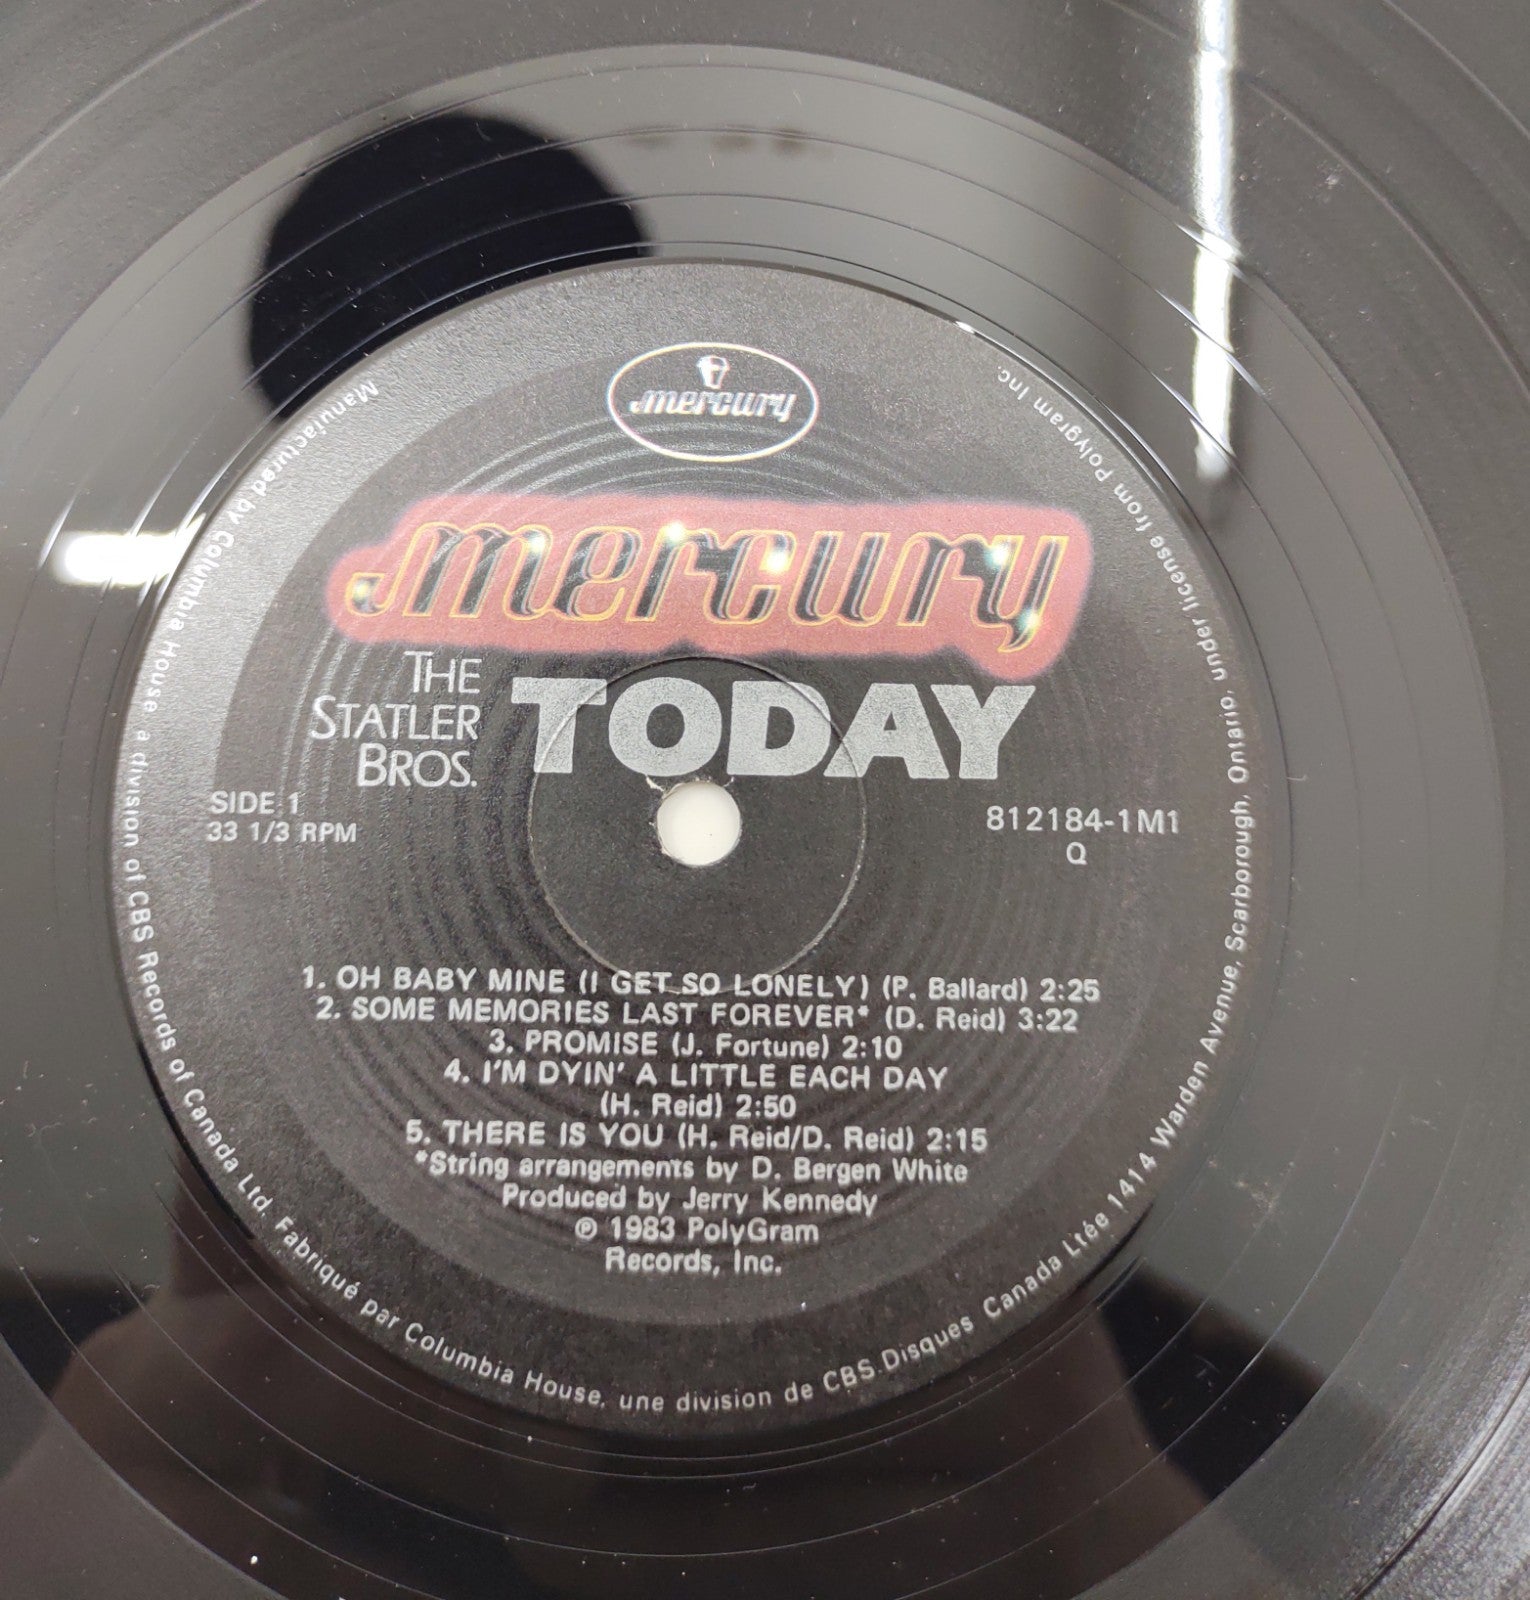 mercury
mercury
THE
STATLER
BROS.
TODAY
SIDE 1
33 1/3 RPM
812184-1 M1
Q
1. OH BABY MINE (I GET SO LONELY) (P. Ballard) 2:25
2. SOME MEMORIES LAST FOREVER* (D. Reid) 3:22
3. PROMISE (J. Fortune) 2:10
4. I'M DYIN' A LITTLE EACH DAY
(H. Reid) 2:50
5. THERE IS YOU (H. Reid/D. Reid) 2:15
*String arrangements by D. Bergen White
Produced by Jerry Kennedy
℗ 1983 PolyGram
Records, Inc.
Manufactured by Columbia House, a division of CBS Records of Canada Ltd. Fabriqué par Columbia House, une division de CBS Disques Canada Ltée 1414 Warden Avenue, Scarborough, Ontario, under license from Polygram Inc.